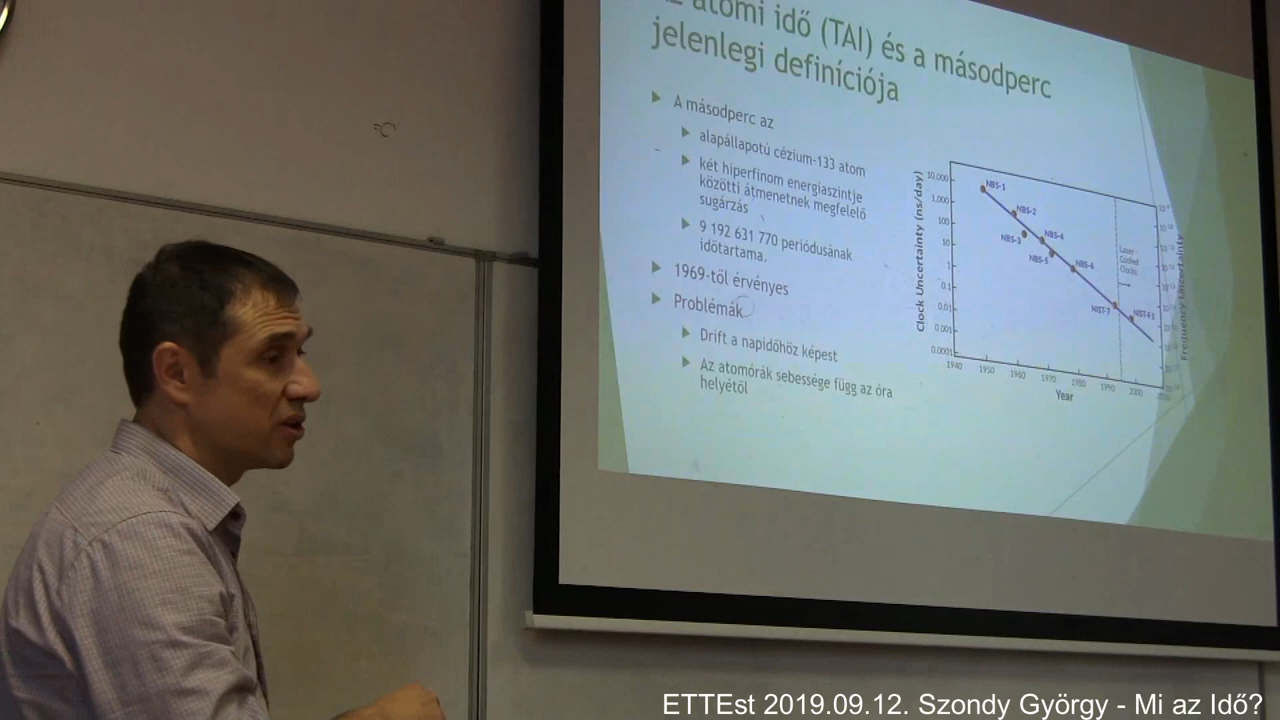 atomi idő (TAI) és a másodperc
jelenlegi definíciója
A másodperc az
alapállapotú cézium-133 atom
két hiperfinom energiaszintje
közötti átmenetnek megfelelő
sugárzás
9 192 631 770 periódusának
időtartama.
1969-től érvényes
Problémák
Drift a napidőhöz képest
Az atomórák sebessége függ az óra
helyétől
Clock Uncertainty (ns/day)
10,000
1,000
100
10
1
0.1
0.01
0.001
0.0001
NBS-1
NBS-2
NBS-3
NBS-4
NBS-5
NBS-6
NIST-7
NIST-F1
Laser-
Cooled
Clocks
Frequency Uncertainty
1940 1950 1960 1970 1980 1990 2000
Year
ETTEst 2019.09.12. Szondy György - Mi az Idő?